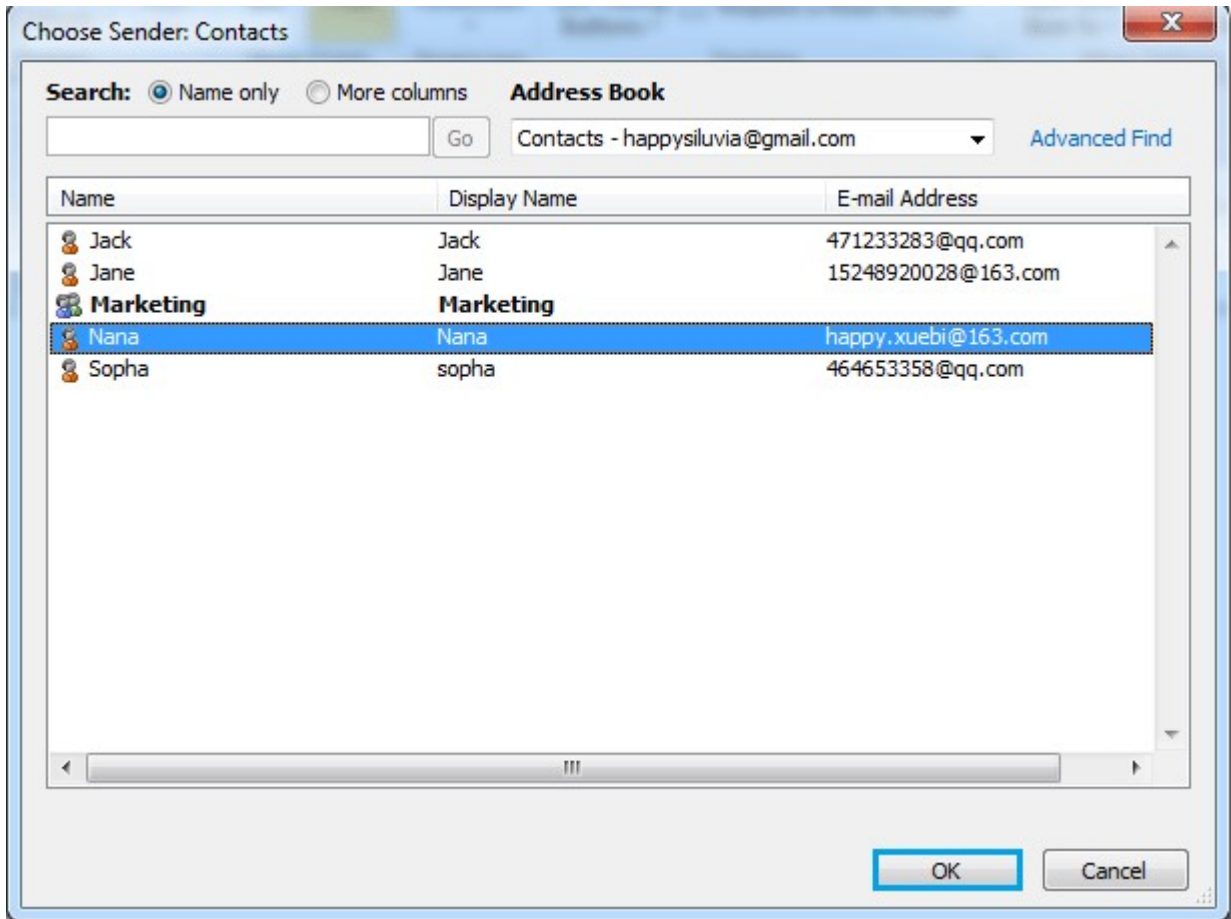 Choose Sender: Contacts
Search: Name only More columns Address Book
Go Contacts - happysiluvia@gmail.com Advanced Find
Name Display Name E-mail Address
Jack Jack 471233283@qq.com
Jane Jane 15248920028@163.com
Marketing Marketing
Nana Nana happy.xuebi@163.com
Sopha sopha 464653358@qq.com
OK Cancel